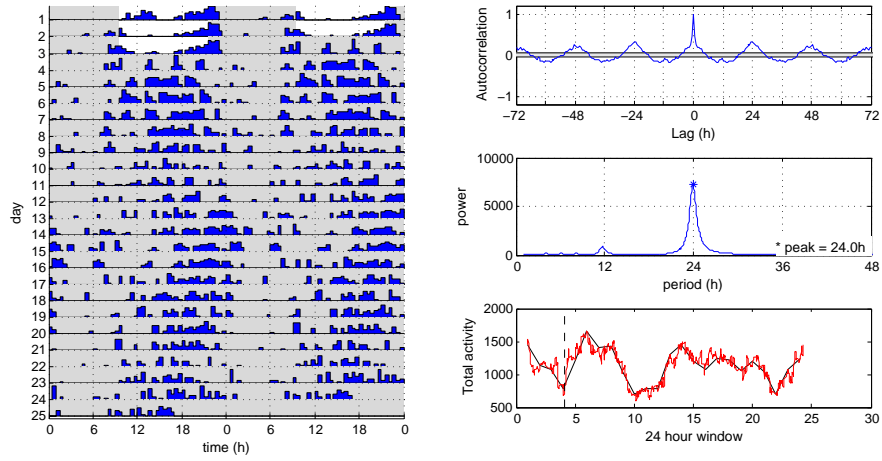 1
2
3
4
5
6
7
8
9
10
11
12
13
14
15
16
17
18
19
20
21
22
23
24
25
day
0 6 12 18 0 6 12 18 0
time (h)
1
0
−1
Autocorrelation
−72 −48 −24 0 24 48 72
Lag (h)
10000
5000
0
power
* peak = 24.0h
0 12 24 36 48
period (h)
2000
1500
1000
500
Total activity
0 5 10 15 20 25 30
24 hour window